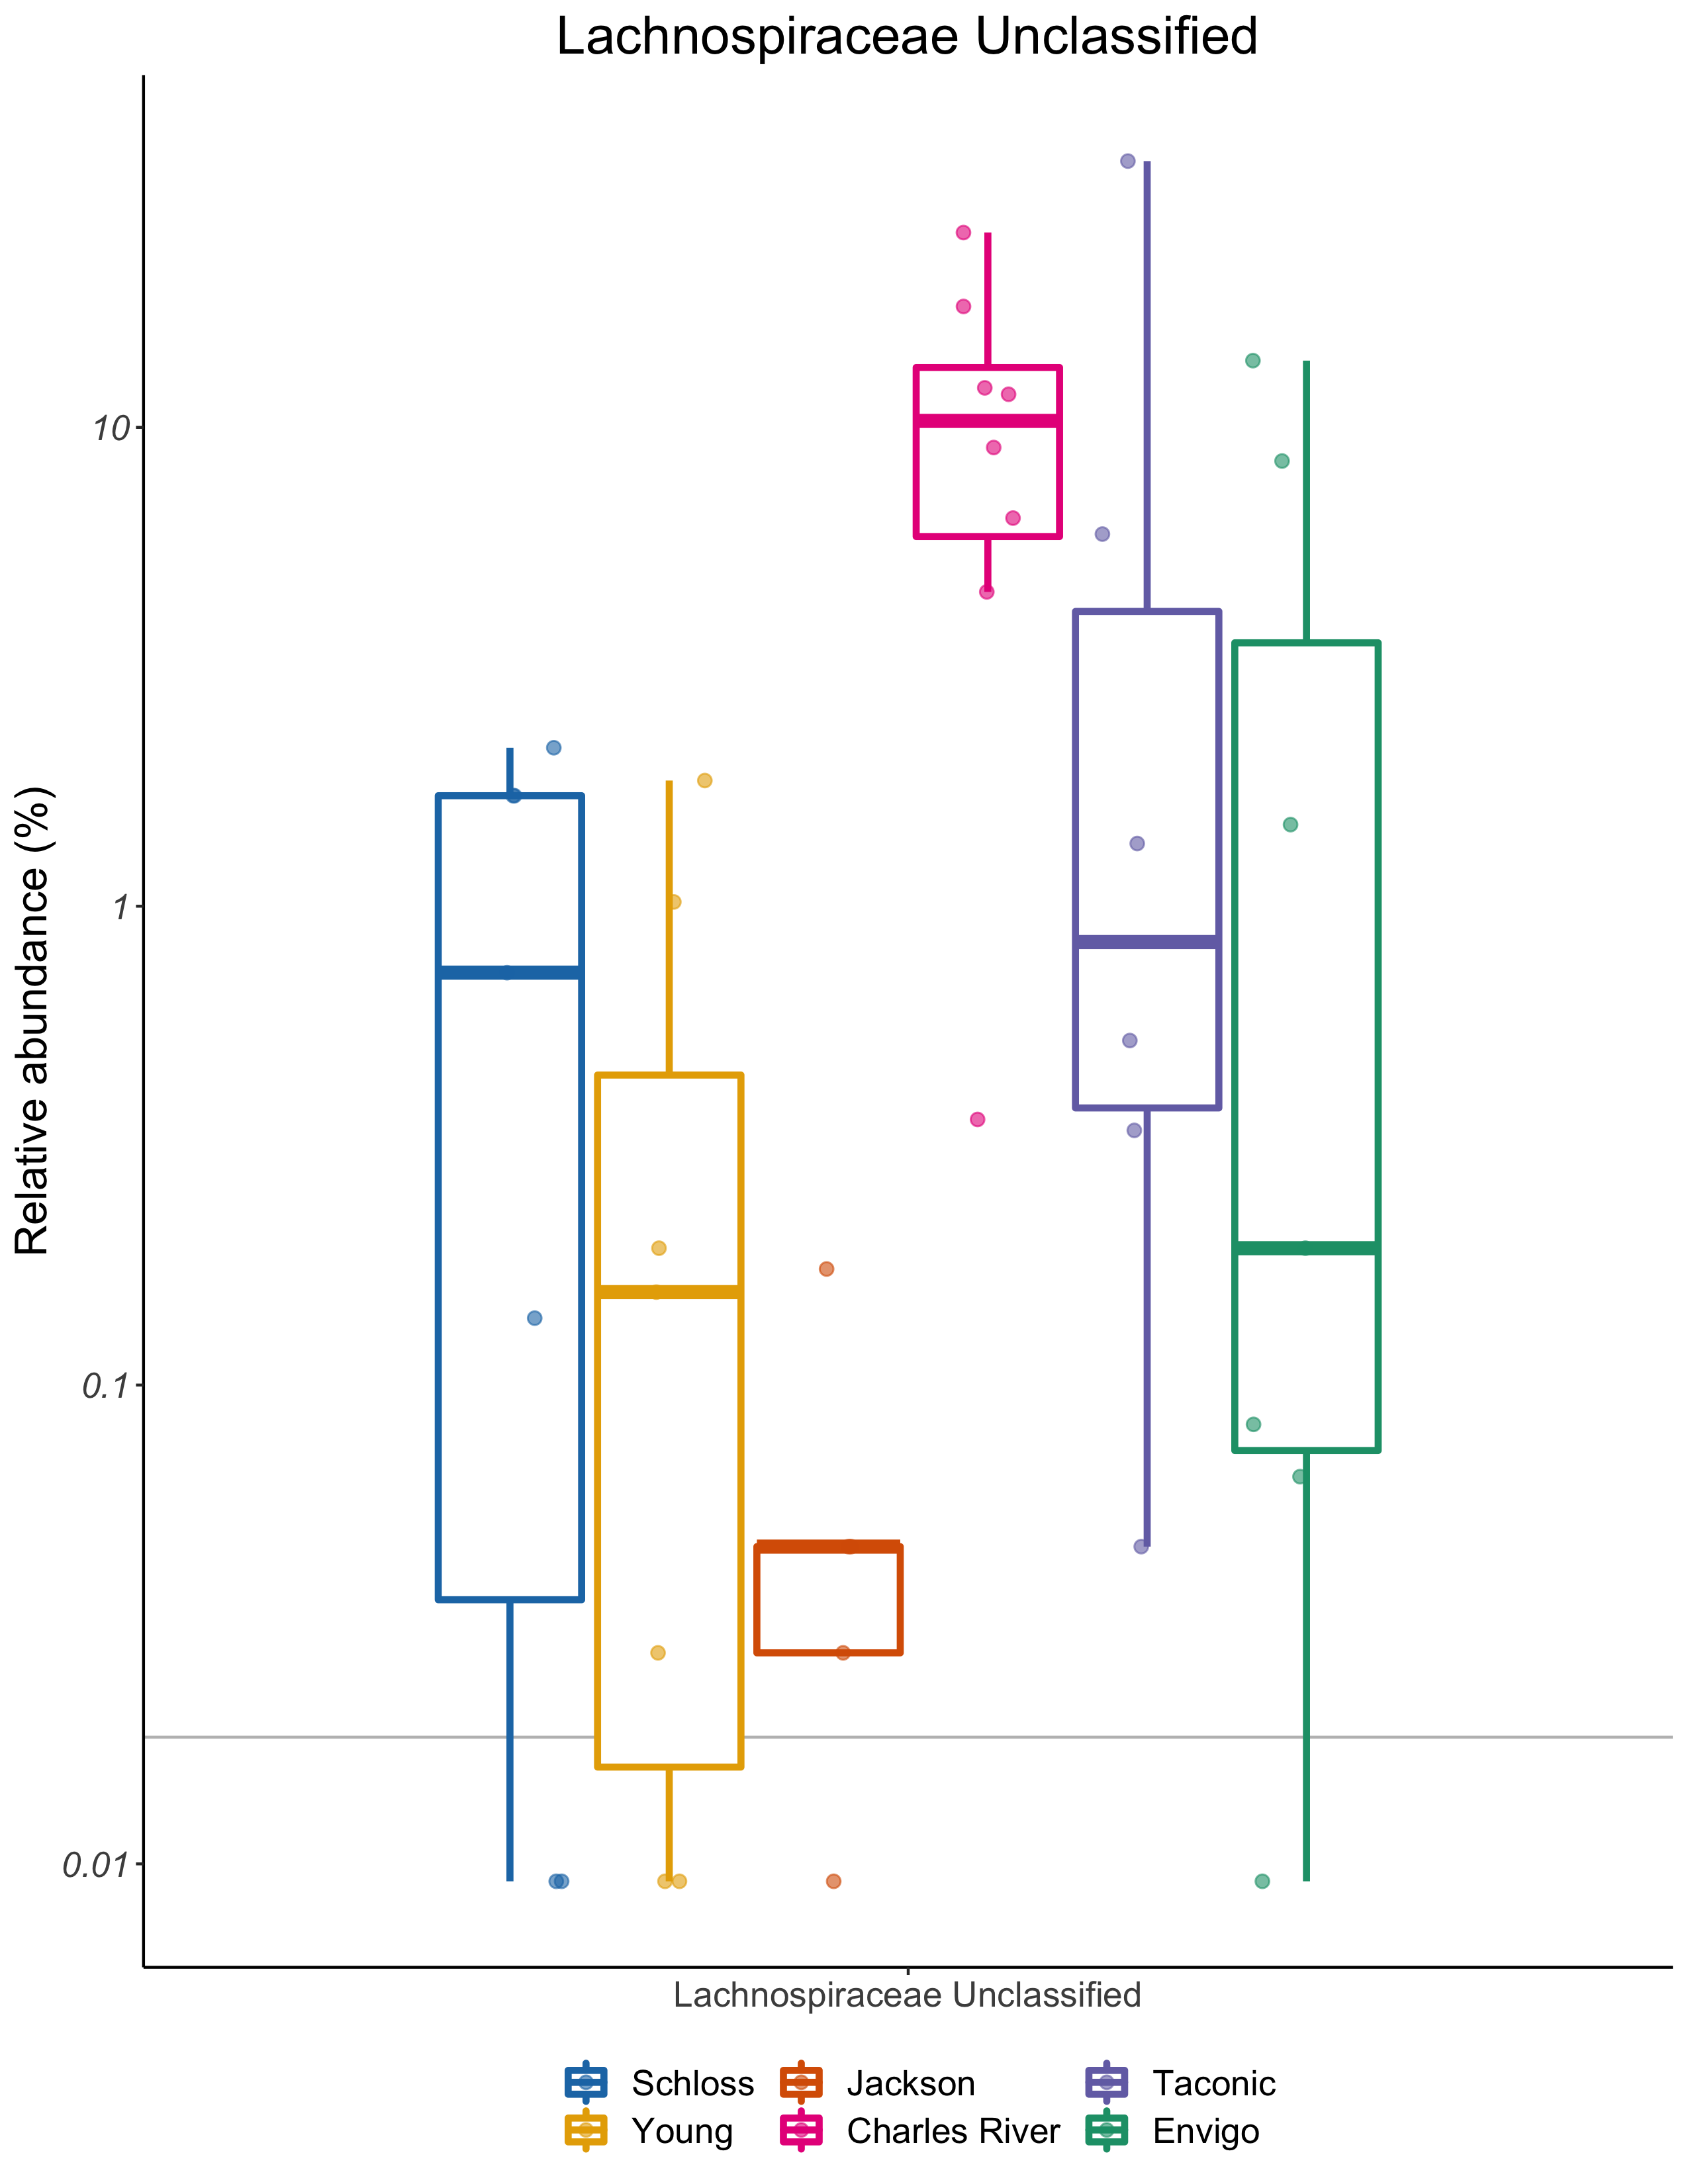 Lachnospiraceae Unclassified
Relative abundance (%)
10
1
0.1
0.01
Lachnospiraceae Unclassified
Schloss Jackson Taconic
Young Charles River Envigo